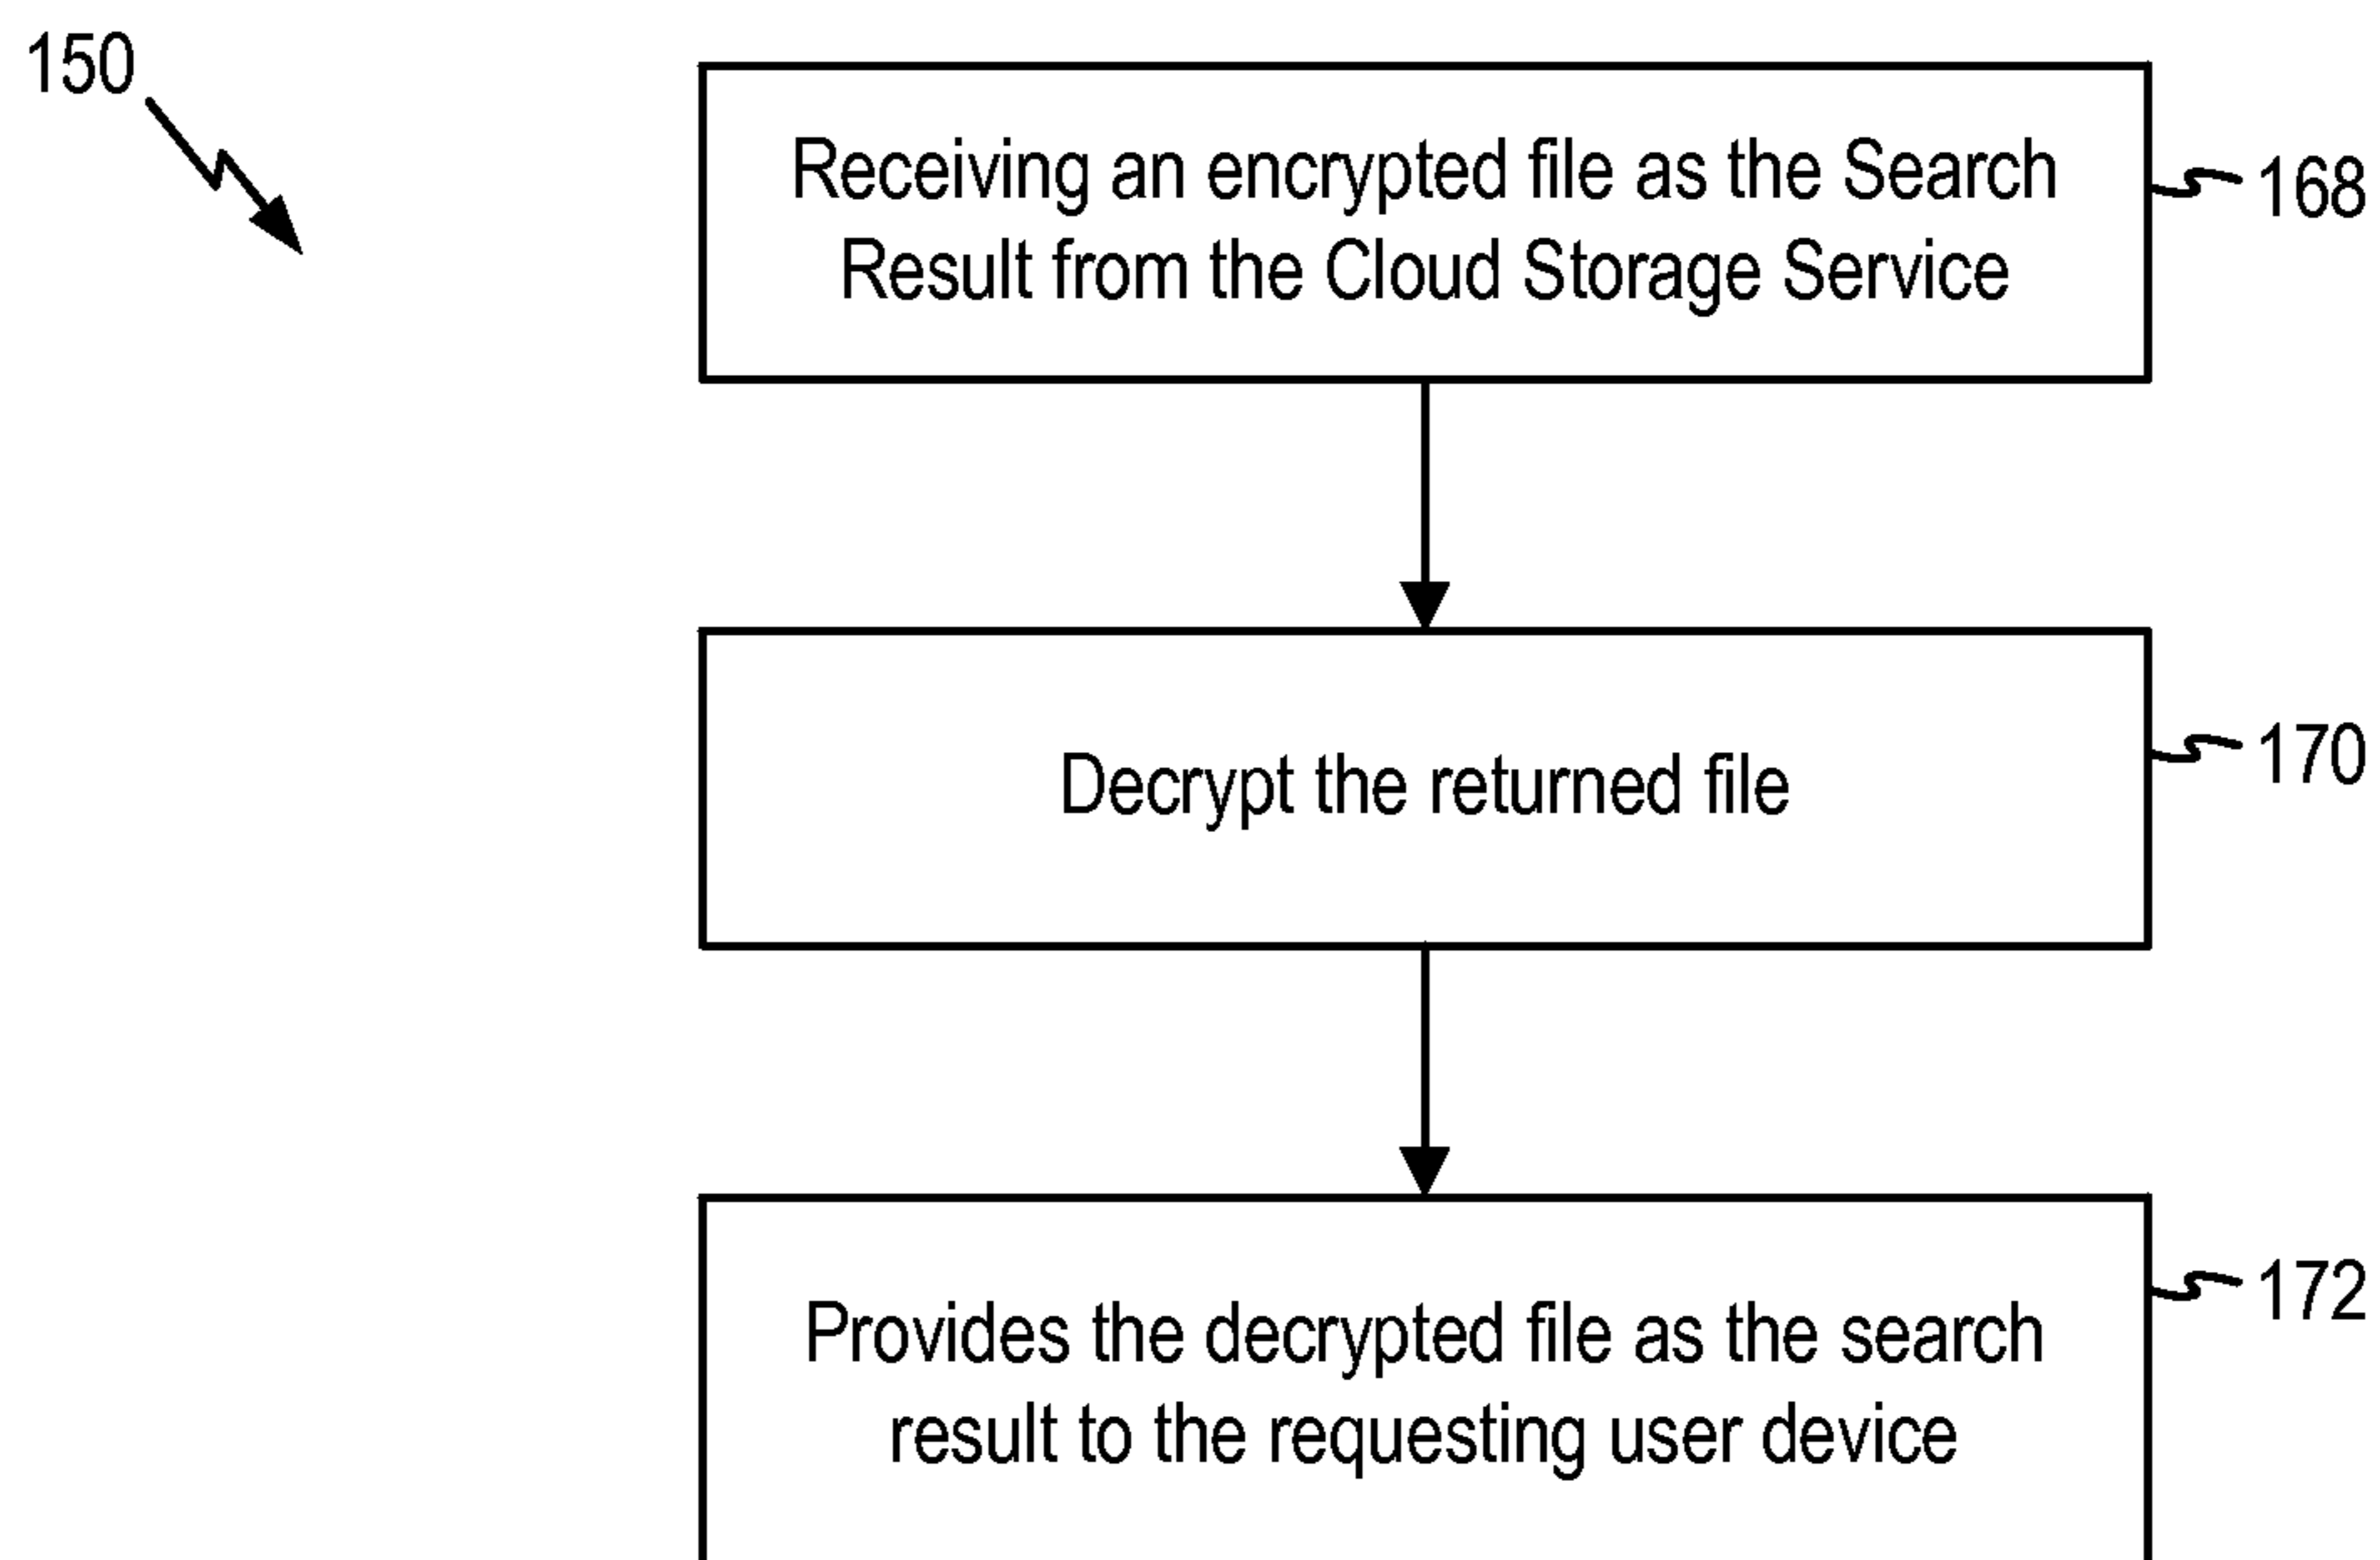 150
Receiving an encrypted file as the Search
Result from the Cloud Storage Service
168
Decrypt the returned file
170
Provides the decrypted file as the search
result to the requesting user device
172